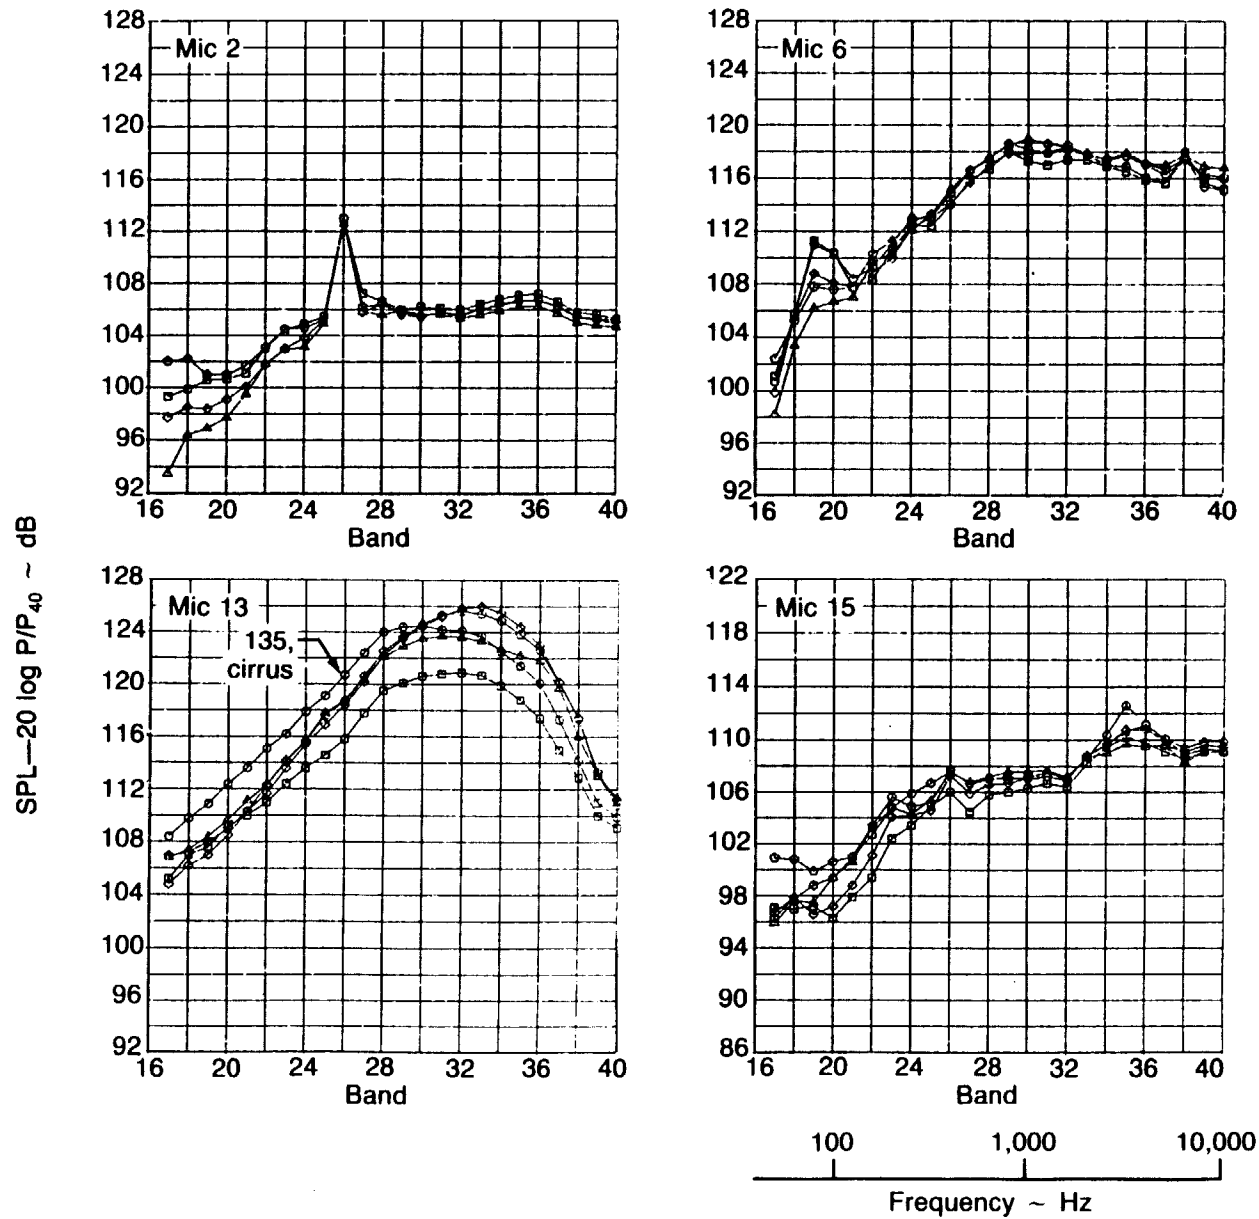 SPL—20 log P/P40 ~ dB
Mic 2
128
124
120
116
112
108
104
100
96
92
16 20 24 28 32 36 40
Band
Mic 6
128
124
120
116
112
108
104
100
96
92
16 20 24 28 32 36 40
Band
Mic 13
135,
cirrus
128
124
120
116
112
108
104
100
96
92
16 20 24 28 32 36 40
Band
Mic 15
122
118
114
110
106
102
98
94
90
86
16 20 24 28 32 36 40
Band
100 1,000 10,000
Frequency ~ Hz